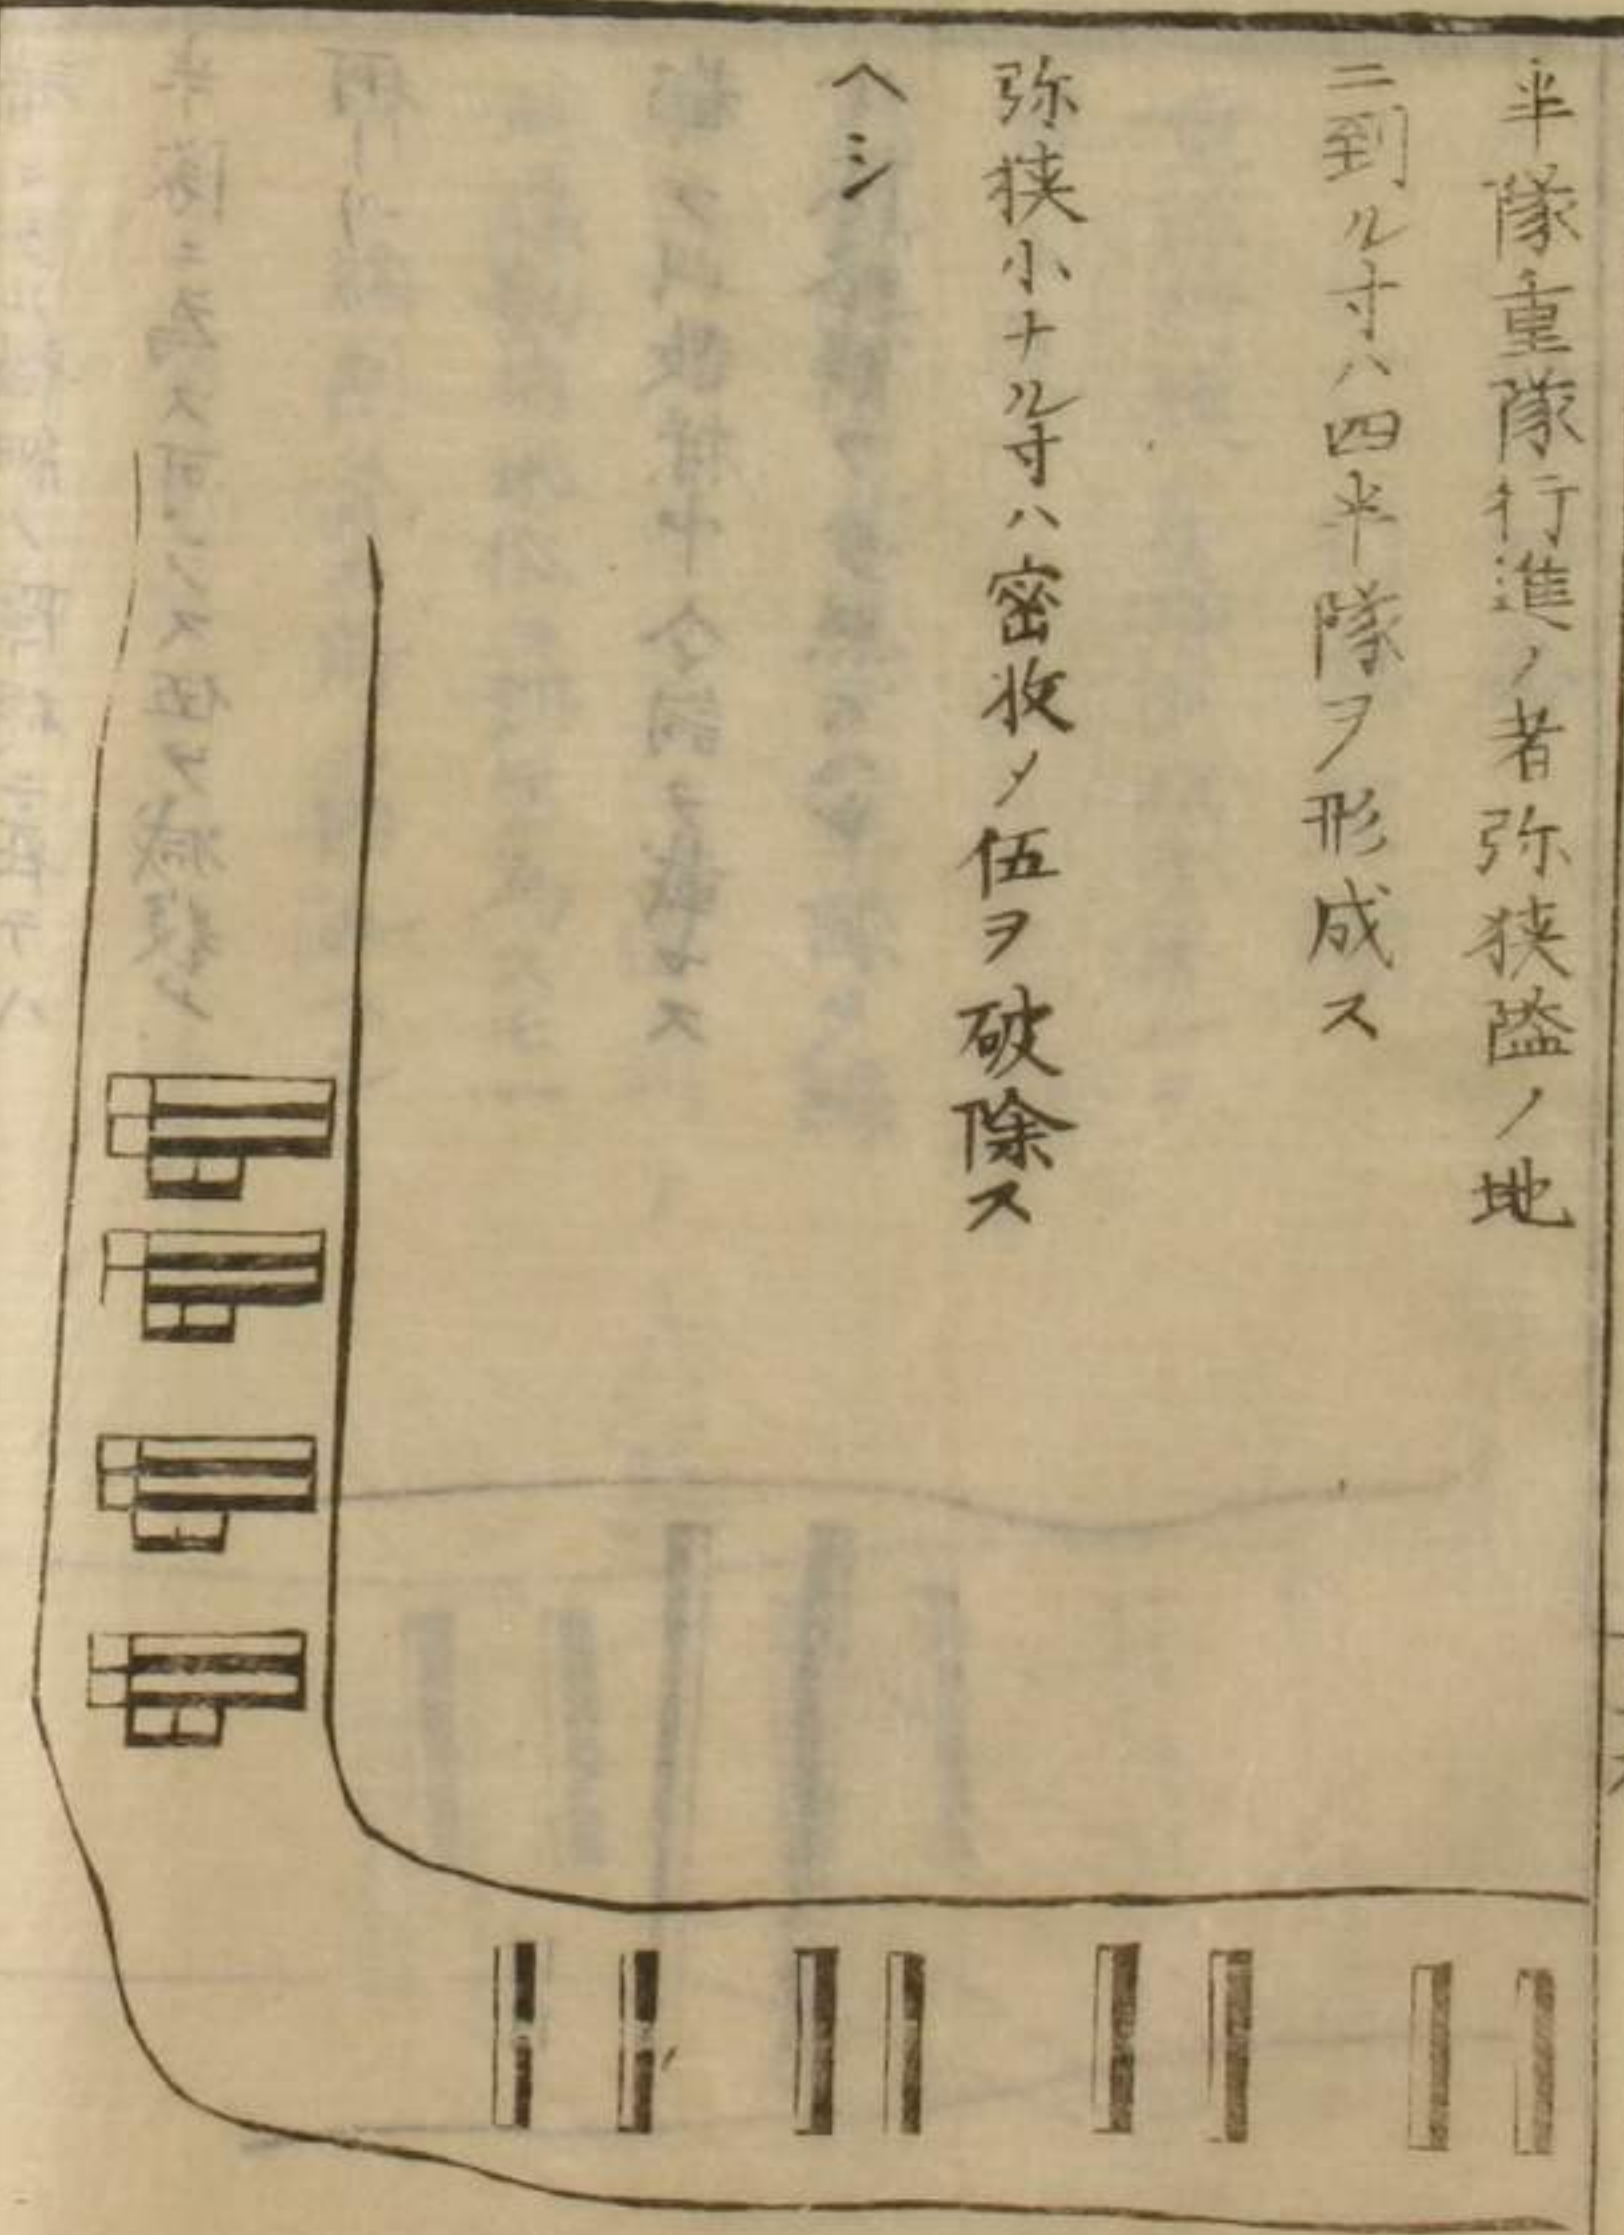 半隊重隊行進ノ者弥狭隘ノ地
ニ到ル寸ハ四半隊ヲ形成ス
弥狭小ナル寸ハ密收ノ伍ヲ破除ス
ヘシ